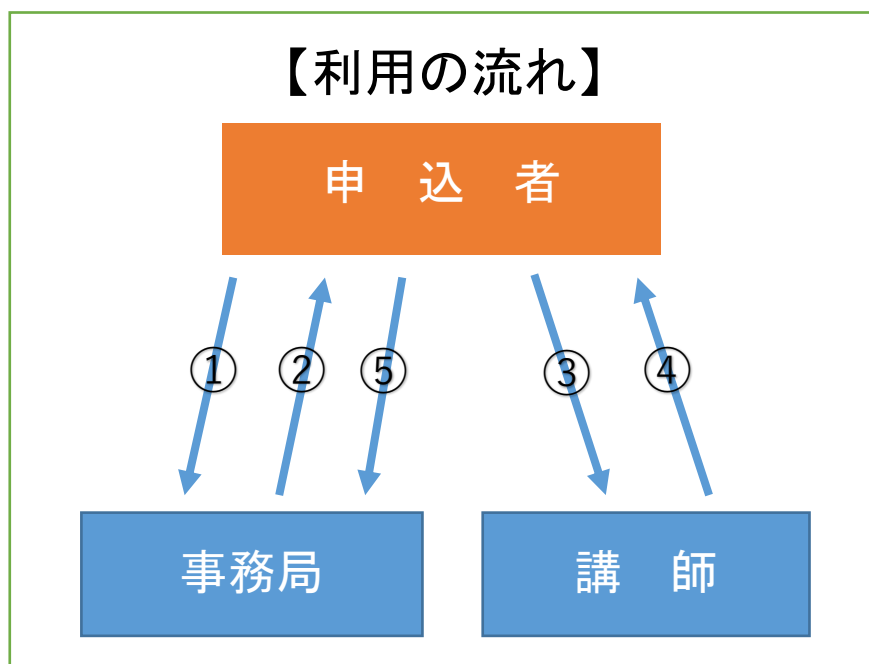 【利用の流れ】
申 込 者
① ② ⑤ ③ ④
事務局 講 師